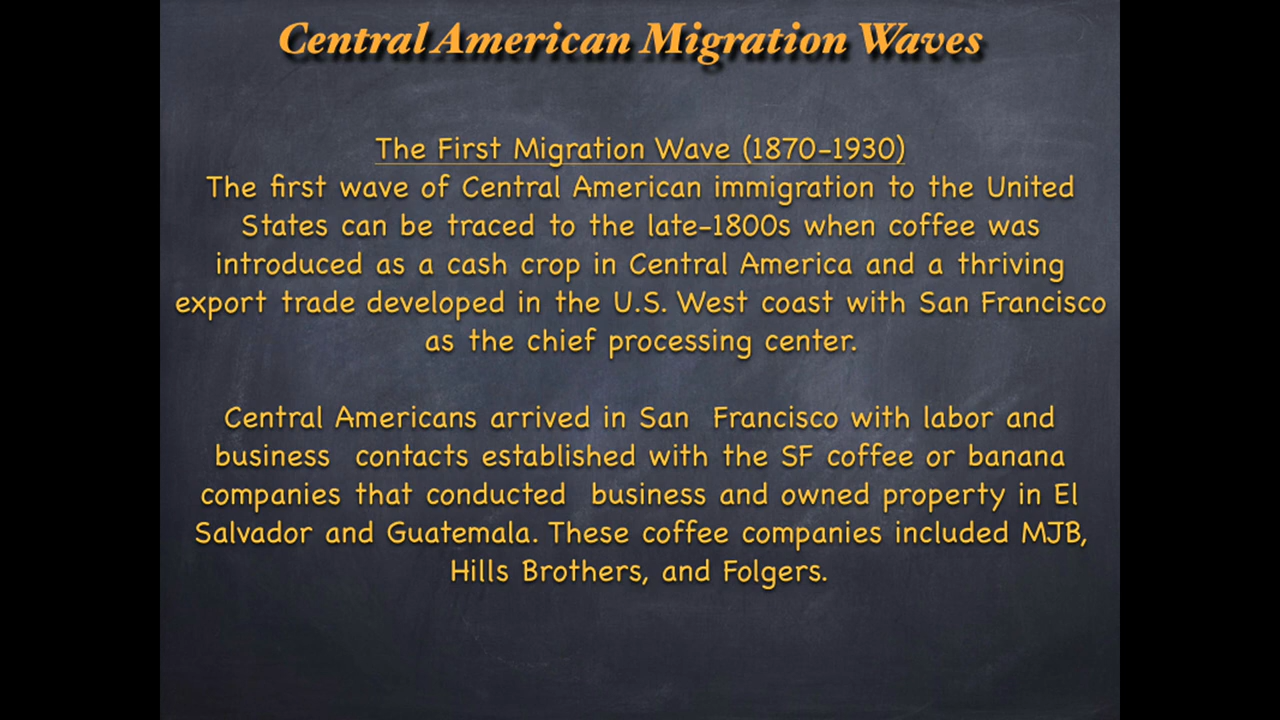 Central American Migration Waves
The First Migration Wave (1870-1930)
The first wave of Central American immigration to the United
States can be traced to the late-1800s when coffee was
introduced as a cash crop in Central America and a thriving
export trade developed in the U.S. West coast with San Francisco
as the chief processing center.
Central Americans arrived in San Francisco with labor and
business contacts established with the SF coffee or banana
companies that conducted business and owned property in El
Salvador and Guatemala. These coffee companies included MJB,
Hills Brothers, and Folgers.